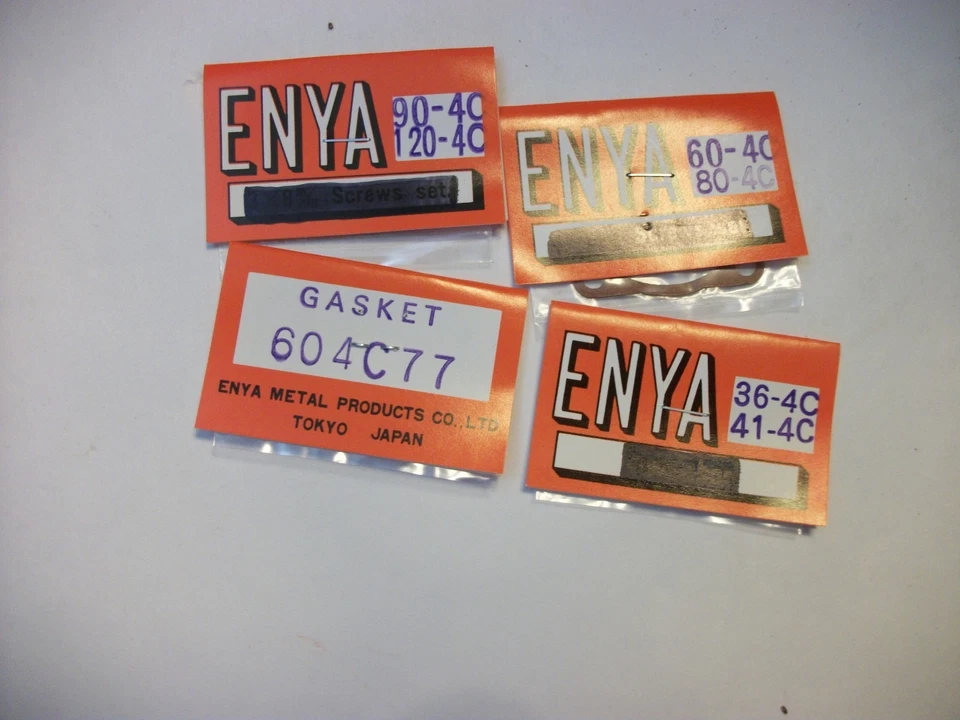 ENYA
90-4C
120-4C
Screws set
ENYA
60-4C
80-4C
GASKET
604C77
ENYA METAL PRODUCTS CO.,LTD
TOKYO JAPAN
ENYA
36-4C
41-4C